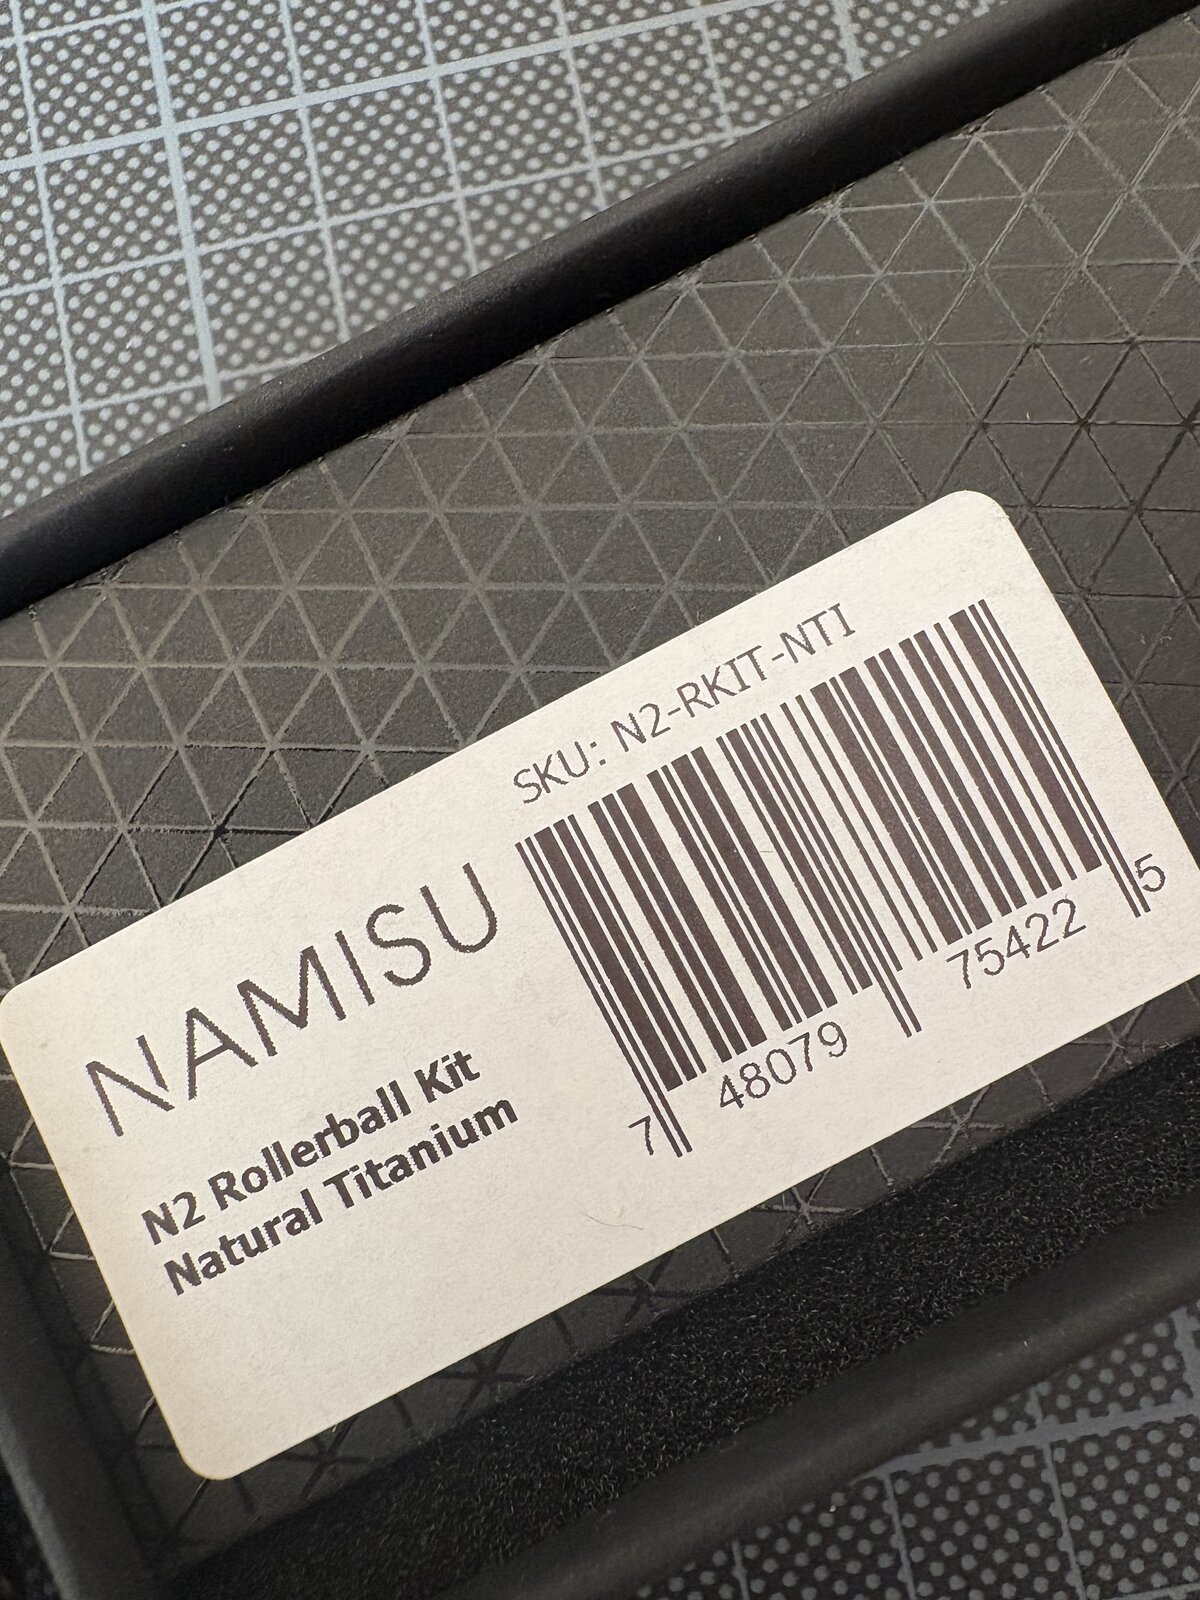 SKU: N2-RKIT-NTI
NAMISU
N2 Rollerball Kit
Natural Titanium
7 48079 75422 5